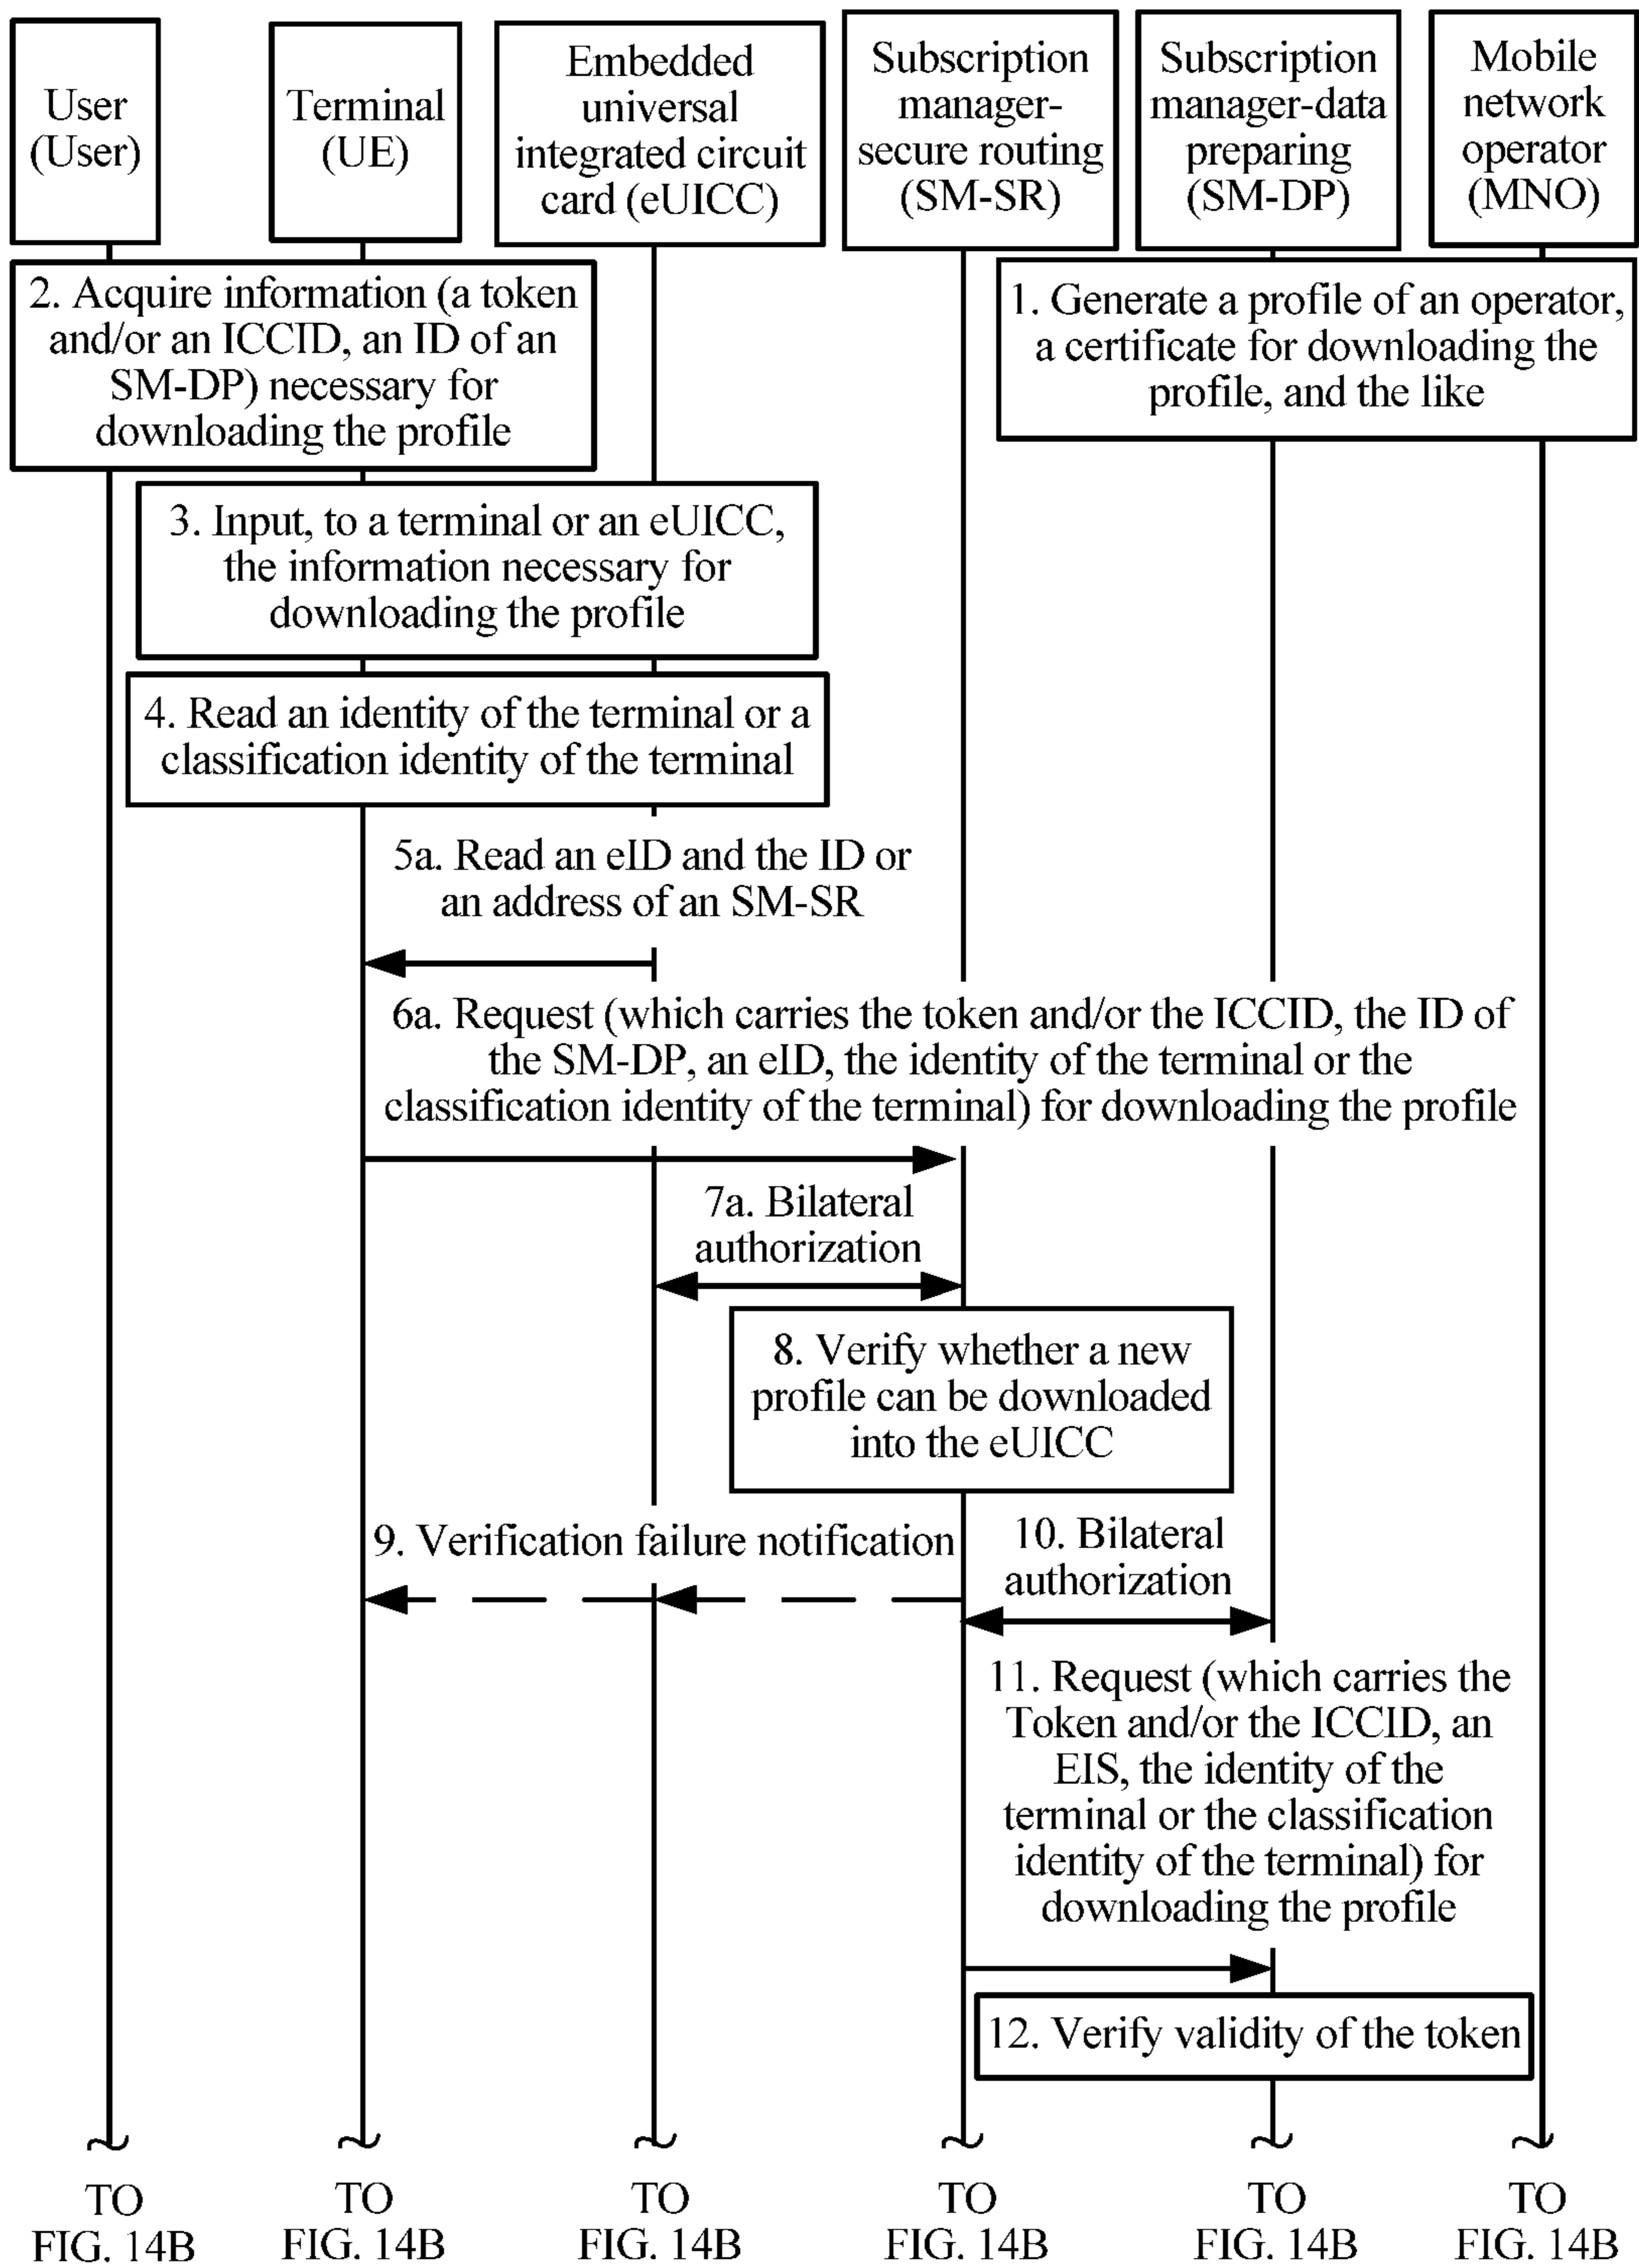 User
(User)
Terminal
(UE)
Embedded
universal
integrated circuit
card (eUICC)
Subscription
manager-
secure routing
(SM-SR)
Subscription
manager-data
preparing
(SM-DP)
Mobile
network
operator
(MNO)
1. Generate a profile of an operator,
a certificate for downloading the
profile, and the like
2. Acquire information (a token
and/or an ICCID, an ID of an
SM-DP) necessary for
downloading the profile
3. Input, to a terminal or an eUICC,
the information necessary for
downloading the profile
4. Read an identity of the terminal or a
classification identity of the terminal
5a. Read an eID and the ID or
an address of an SM-SR
6a. Request (which carries the token and/or the ICCID, the ID of
the SM-DP, an eID, the identity of the terminal or the
classification identity of the terminal) for downloading the profile
7a. Bilateral
authorization
8. Verify whether a new
profile can be downloaded
into the eUICC
9. Verification failure notification
10. Bilateral
authorization
11. Request (which carries the
Token and/or the ICCID, an
EIS, the identity of the
terminal or the classification
identity of the terminal) for
downloading the profile
12. Verify validity of the token
TO
FIG. 14B
TO
FIG. 14B
TO
FIG. 14B
TO
FIG. 14B
TO
FIG. 14B
TO
FIG. 14B